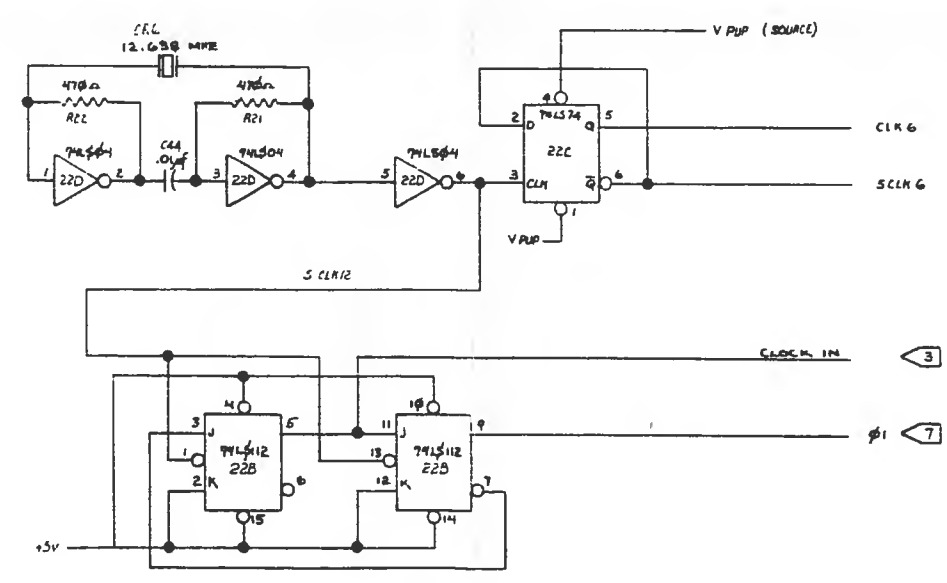 CR6
12.638 MHZ
V PUP (SOURCE)
470Ω
R22
470Ω
R21
C44
.01µf
74LS04
74LS04
74LS04
1 22D 2
3 22D 4
5 22D 6
4
74LS74
2 D Q 5
22C
3 CLK Q̅ 6
1
V PUP
CLK6
SCLK6
S CLK12
CLOCK IN 3
4
10
3 J 5
11 J 9
φ1 7
74LS112
74LS112
1 22B 6
13 22B 7
2 K
12 K
15
14
+5V